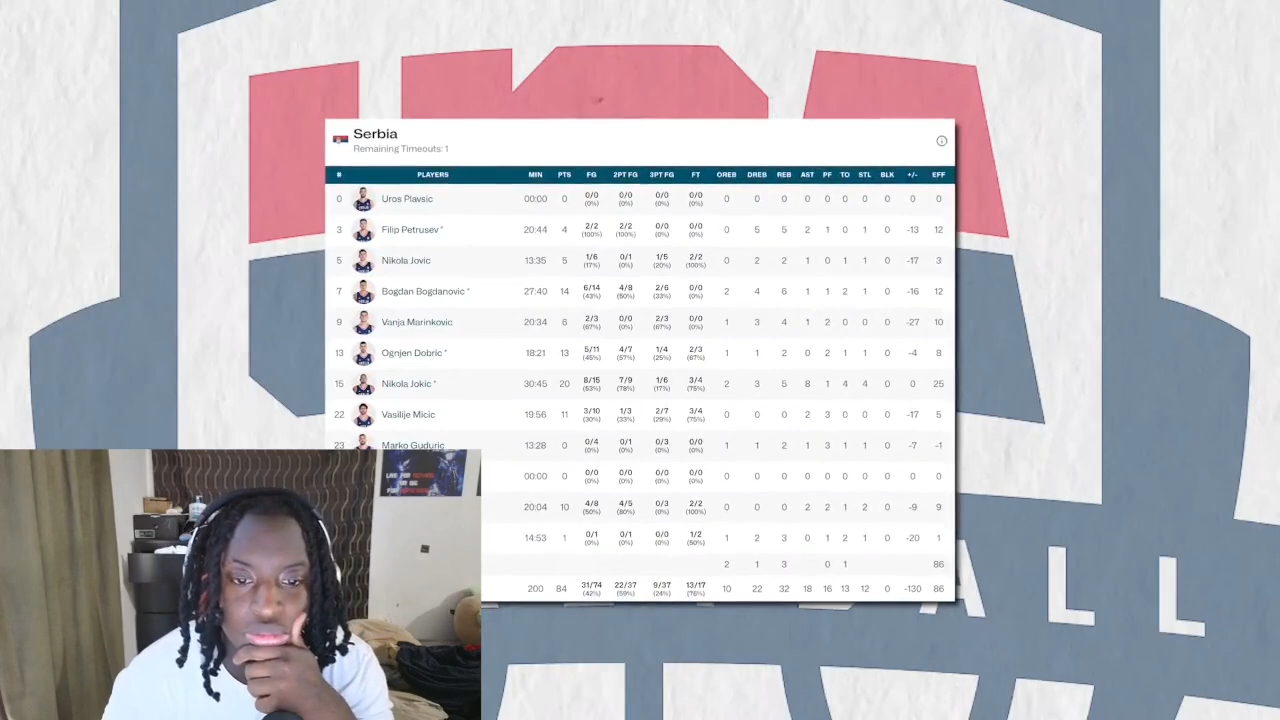 Serbia
Remaining Timeouts: 1
# PLAYERS MIN PTS FG 2PT FG 3PT FG FT OREB DREB REB AST PF TO STL BLK +/- EFF
0 Uros Plavsic 00:00 0 0/0 (0%) 0/0 (0%) 0/0 (0%) 0/0 (0%) 0 0 0 0 0 0 0 0 0 0
3 Filip Petrusev * 20:44 4 2/2 (100%) 2/2 (100%) 0/0 (0%) 0/0 (0%) 0 5 5 2 1 0 1 0 -13 12
5 Nikola Jovic 13:35 5 1/6 (17%) 0/1 (0%) 1/5 (20%) 2/2 (100%) 0 2 2 1 0 1 1 0 -17 3
7 Bogdan Bogdanovic * 27:40 14 6/14 (43%) 4/8 (50%) 2/6 (33%) 0/0 (0%) 2 4 6 1 1 2 1 0 -16 12
9 Vanja Marinkovic 20:34 6 2/3 (67%) 0/0 (0%) 2/3 (67%) 0/0 (0%) 1 3 4 1 2 0 0 0 -27 10
13 Ognjen Dobric * 18:21 13 5/11 (45%) 4/7 (57%) 1/4 (25%) 2/3 (67%) 1 1 2 0 2 1 1 0 -4 8
15 Nikola Jokic * 30:45 20 8/15 (53%) 7/9 (78%) 1/6 (17%) 3/4 (75%) 2 3 5 8 1 4 4 0 0 25
22 Vasilije Micic 19:56 11 3/10 (30%) 1/3 (33%) 2/7 (29%) 3/4 (75%) 0 0 0 2 3 0 0 0 -17 5
23 Marko Guduric 13:28 0 0/4 (0%) 0/1 (0%) 0/3 (0%) 0/0 (0%) 1 1 2 1 3 1 1 0 -7 -1
00:00 0 0/0 (0%) 0/0 (0%) 0/0 (0%) 0/0 (0%) 0 0 0 0 0 0 0 0 0 0
20:04 10 4/8 (50%) 4/5 (80%) 0/3 (0%) 2/2 (100%) 0 0 0 2 2 1 2 0 -9 9
14:53 1 0/1 (0%) 0/1 (0%) 0/0 (0%) 1/2 (50%) 1 2 3 0 1 2 1 0 -20 1
2 1 3 0 1 86
200 84 31/74 (42%) 22/37 (59%) 9/37 (24%) 13/17 (76%) 10 22 32 18 16 13 12 0 -130 86